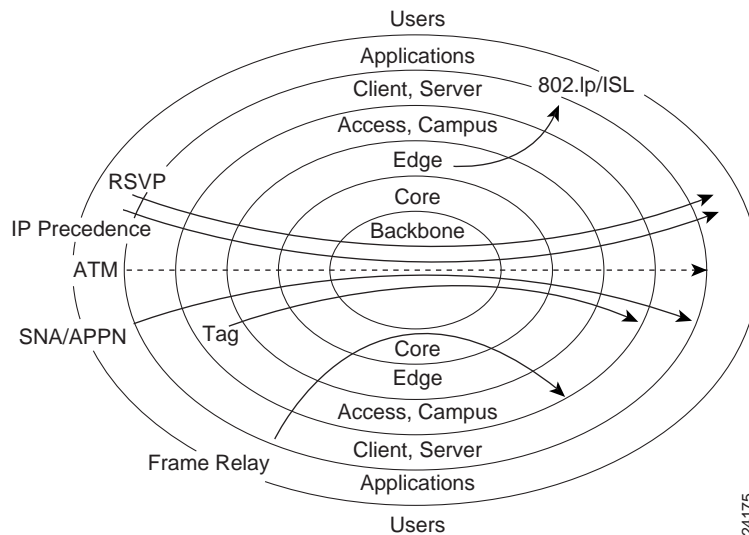 Users
Applications
Client, Server
802.lp/ISL
Access, Campus
Edge
RSVP
Core
IP Precedence
Backbone
ATM
SNA/APPN
Tag
Core
Edge
Access, Campus
Client, Server
Frame Relay
Applications
Users
24175